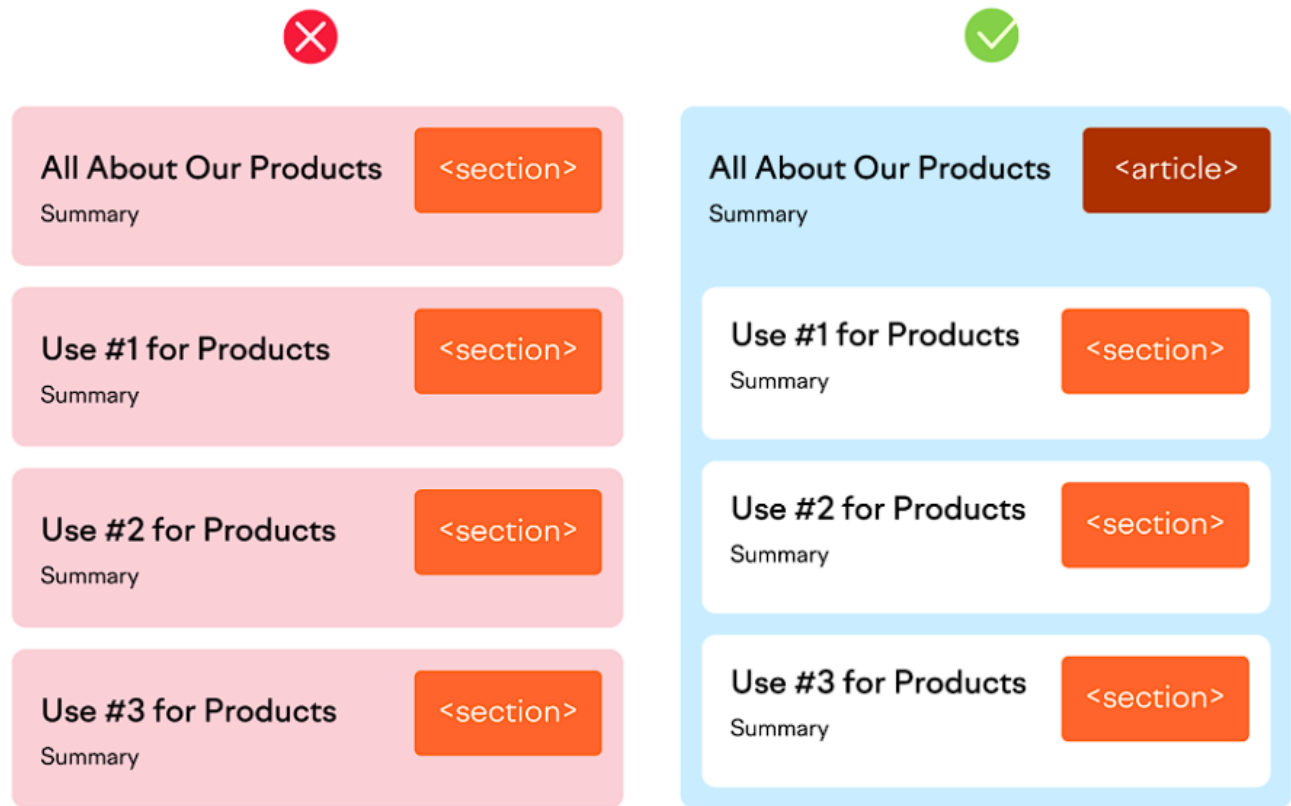 All About Our Products
<section>
Summary
Use #1 for Products
<section>
Summary
Use #2 for Products
<section>
Summary
Use #3 for Products
<section>
Summary
All About Our Products
<article>
Summary
Use #1 for Products
<section>
Summary
Use #2 for Products
<section>
Summary
Use #3 for Products
<section>
Summary